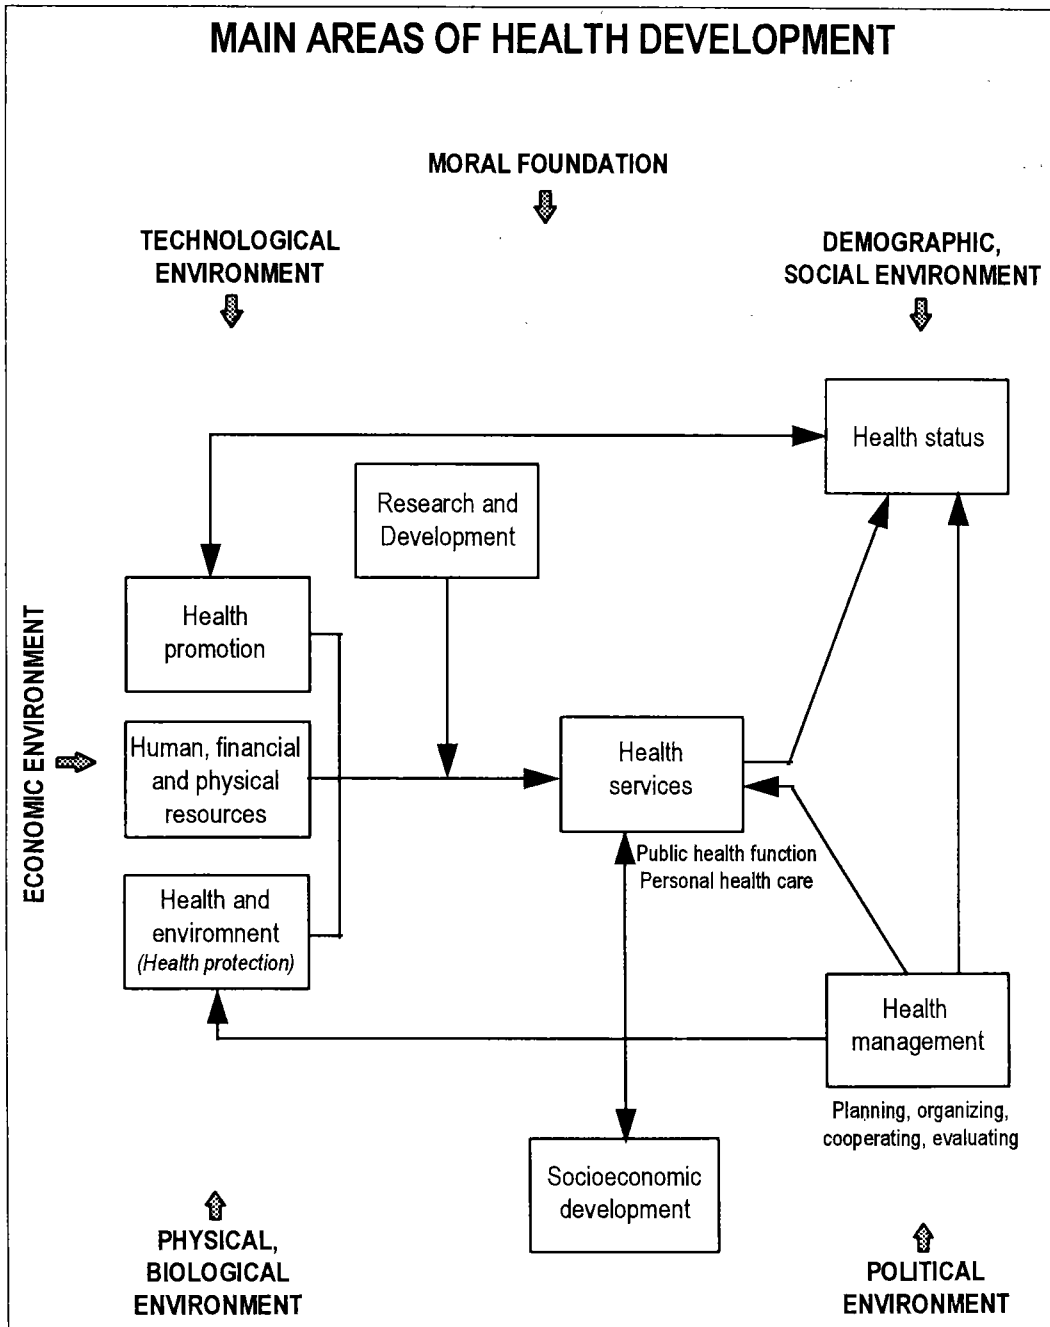 MAIN AREAS OF HEALTH DEVELOPMENT
MORAL FOUNDATION
TECHNOLOGICAL
ENVIRONMENT
DEMOGRAPHIC,
SOCIAL ENVIRONMENT
Health status
Research and
Development
Health
promotion
ECONOMIC ENVIRONMENT
Human, financial
and physical
resources
Health
services
Public health function
Personal health care
Health and
enviromnent
(Health protection)
Health
management
Planning, organizing,
cooperating, evaluating
Socioeconomic
development
PHYSICAL,
BIOLOGICAL
ENVIRONMENT
POLITICAL
ENVIRONMENT